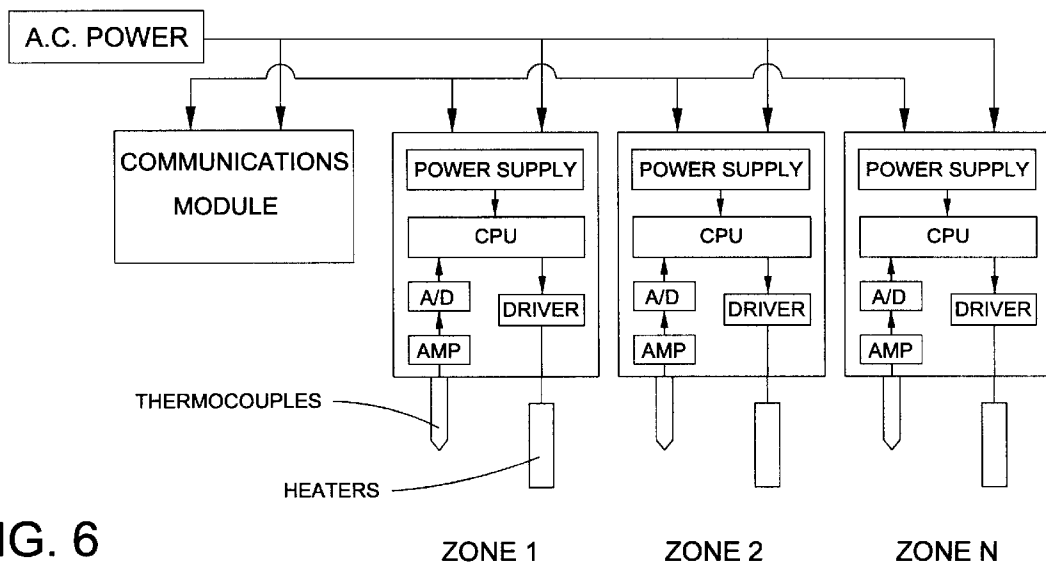 A.C. POWER
COMMUNICATIONS
MODULE
POWER SUPPLY
CPU
A/D
DRIVER
AMP
POWER SUPPLY
CPU
A/D
DRIVER
AMP
POWER SUPPLY
CPU
A/D
DRIVER
AMP
THERMOCOUPLES
HEATERS
IG. 6
ZONE 1
ZONE 2
ZONE N